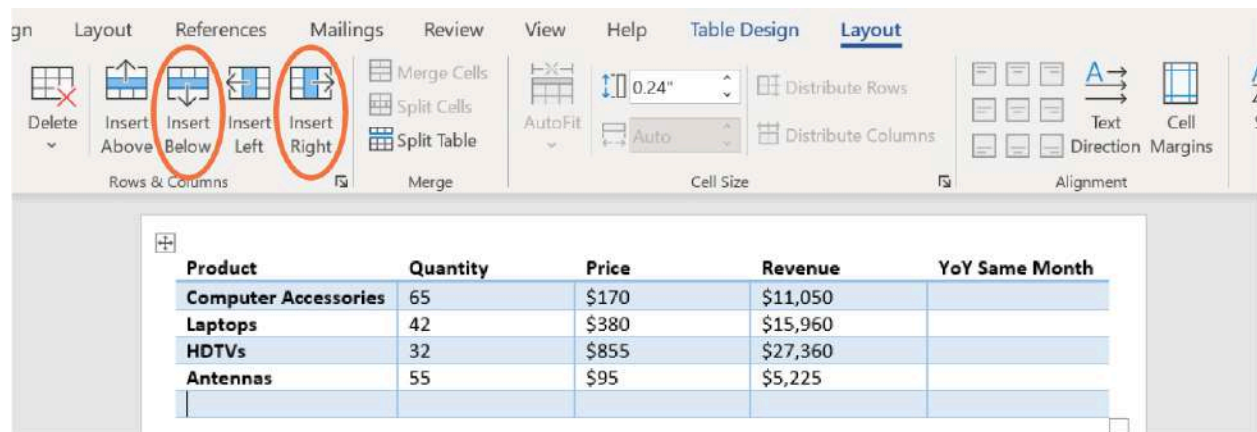 gn Layout References Mailings Review View Help Table Design Layout
Delete
Insert Above
Insert Below
Insert Left
Insert Right
Merge Cells
Split Cells
Split Table
AutoFit
0.24"
Auto
Distribute Rows
Distribute Columns
Text Direction
Cell Margins
Rows & Columns Merge Cell Size Alignment
Product Quantity Price Revenue YoY Same Month
Computer Accessories 65 $170 $11,050
Laptops 42 $380 $15,960
HDTVs 32 $855 $27,360
Antennas 55 $95 $5,225